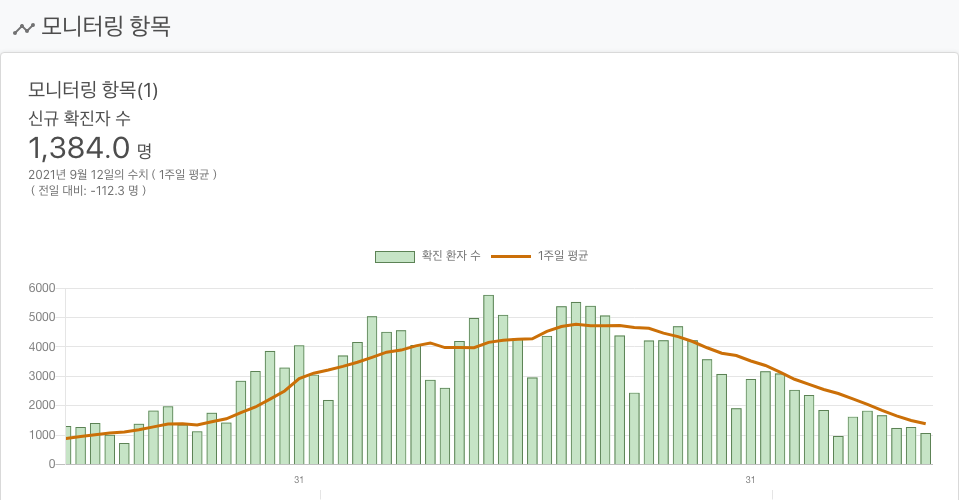 모니터링 항목
모니터링 항목(1)
신규 확진자 수
1,384.0 명
2021년 9월 12일의 수치 ( 1주일 평균 )
( 전일 대비: -112.3 명 )
확진 환자 수 1주일 평균
6000
5000
4000
3000
2000
1000
0
31 31